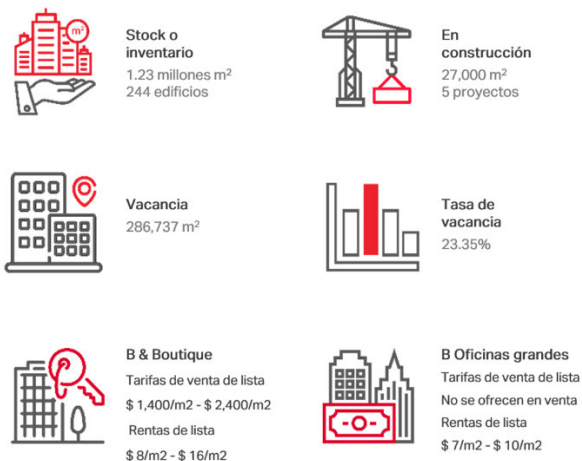 m²
Stock o
inventario
1.23 millones m²
244 edificios
En
construcción
27,000 m²
5 proyectos
Vacancia
286,737 m²
Tasa de
vacancia
23.35%
B & Boutique
Tarifas de venta de lista
$ 1,400/m2 - $ 2,400/m2
Rentas de lista
$ 8/m2 - $ 16/m2
B Oficinas grandes
Tarifas de venta de lista
No se ofrecen en venta
Rentas de lista
$ 7/m2 - $ 10/m2